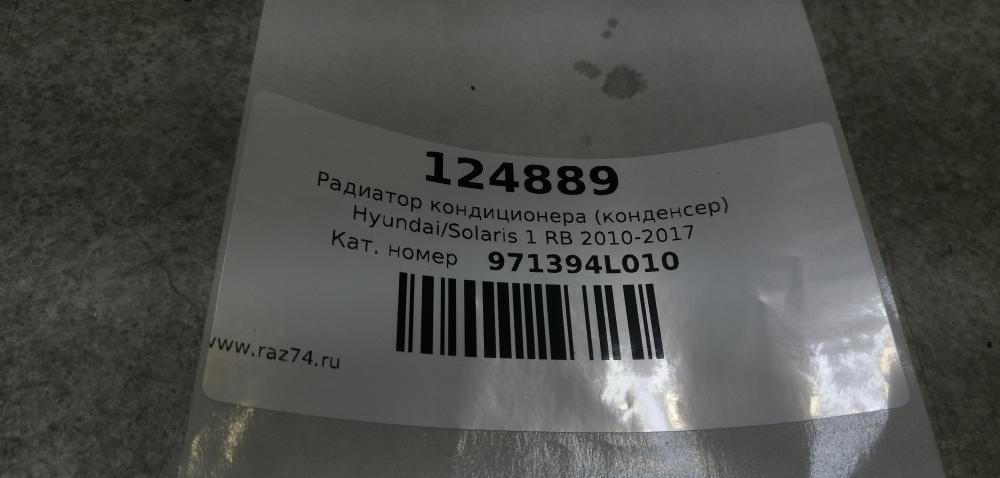 124889
Радиатор кондиционера (конденсер)
Hyundai/Solaris 1 RB 2010-2017
Кат. номер 971394L010
www.raz74.ru